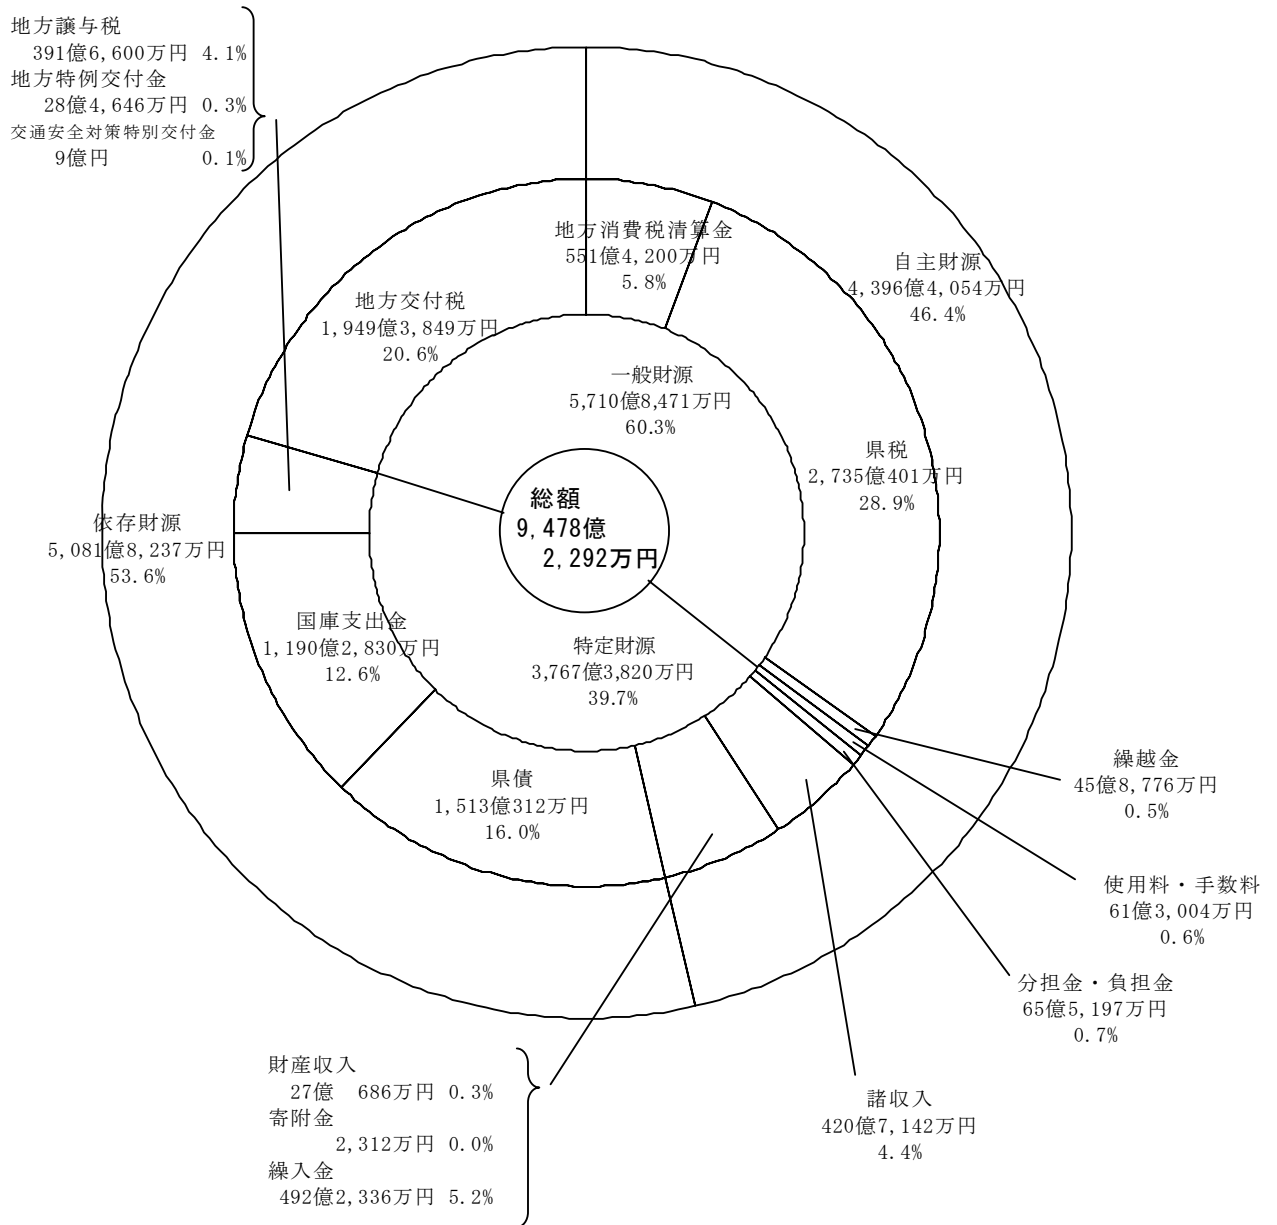 地方譲与税
391億6,600万円 4.1%
地方特例交付金
28億4,646万円 0.3%
交通安全対策特別交付金
9億円 0.1%
地方消費税清算金
551億4,200万円
5.8%
自主財源
4,396億4,054万円
46.4%
地方交付税
1,949億3,849万円
20.6%
一般財源
5,710億8,471万円
60.3%
県税
2,735億401万円
28.9%
総額
9,478億
2,292万円
依存財源
5,081億8,237万円
53.6%
国庫支出金
1,190億2,830万円
12.6%
特定財源
3,767億3,820万円
39.7%
県債
1,513億312万円
16.0%
繰越金
45億8,776万円
0.5%
使用料・手数料
61億3,004万円
0.6%
分担金・負担金
65億5,197万円
0.7%
諸収入
420億7,142万円
4.4%
財産収入
27億 686万円 0.3%
寄附金
2,312万円 0.0%
繰入金
492億2,336万円 5.2%